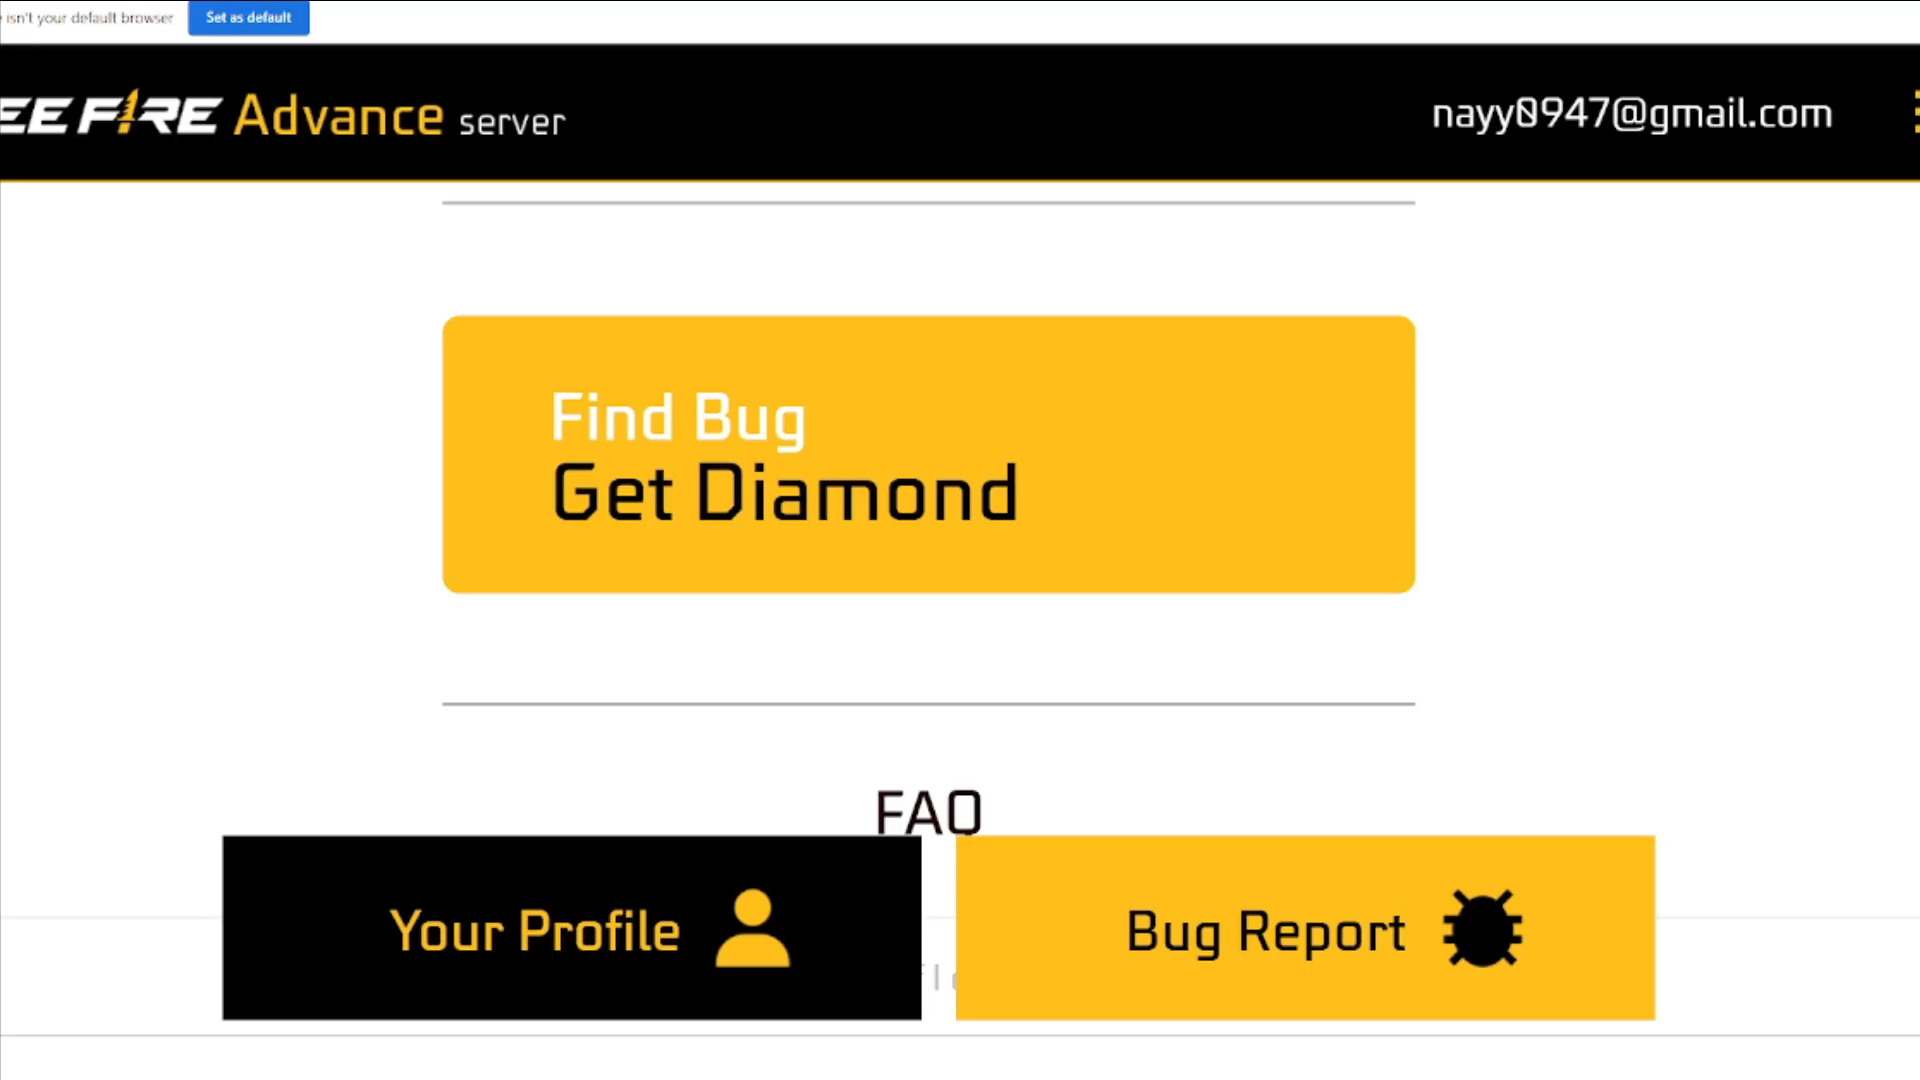 isn't your default browser Set as default
EE FIRE Advance server nayy0947@gmail.com
Find Bug
Get Diamond
FAQ
Your Profile Bug Report